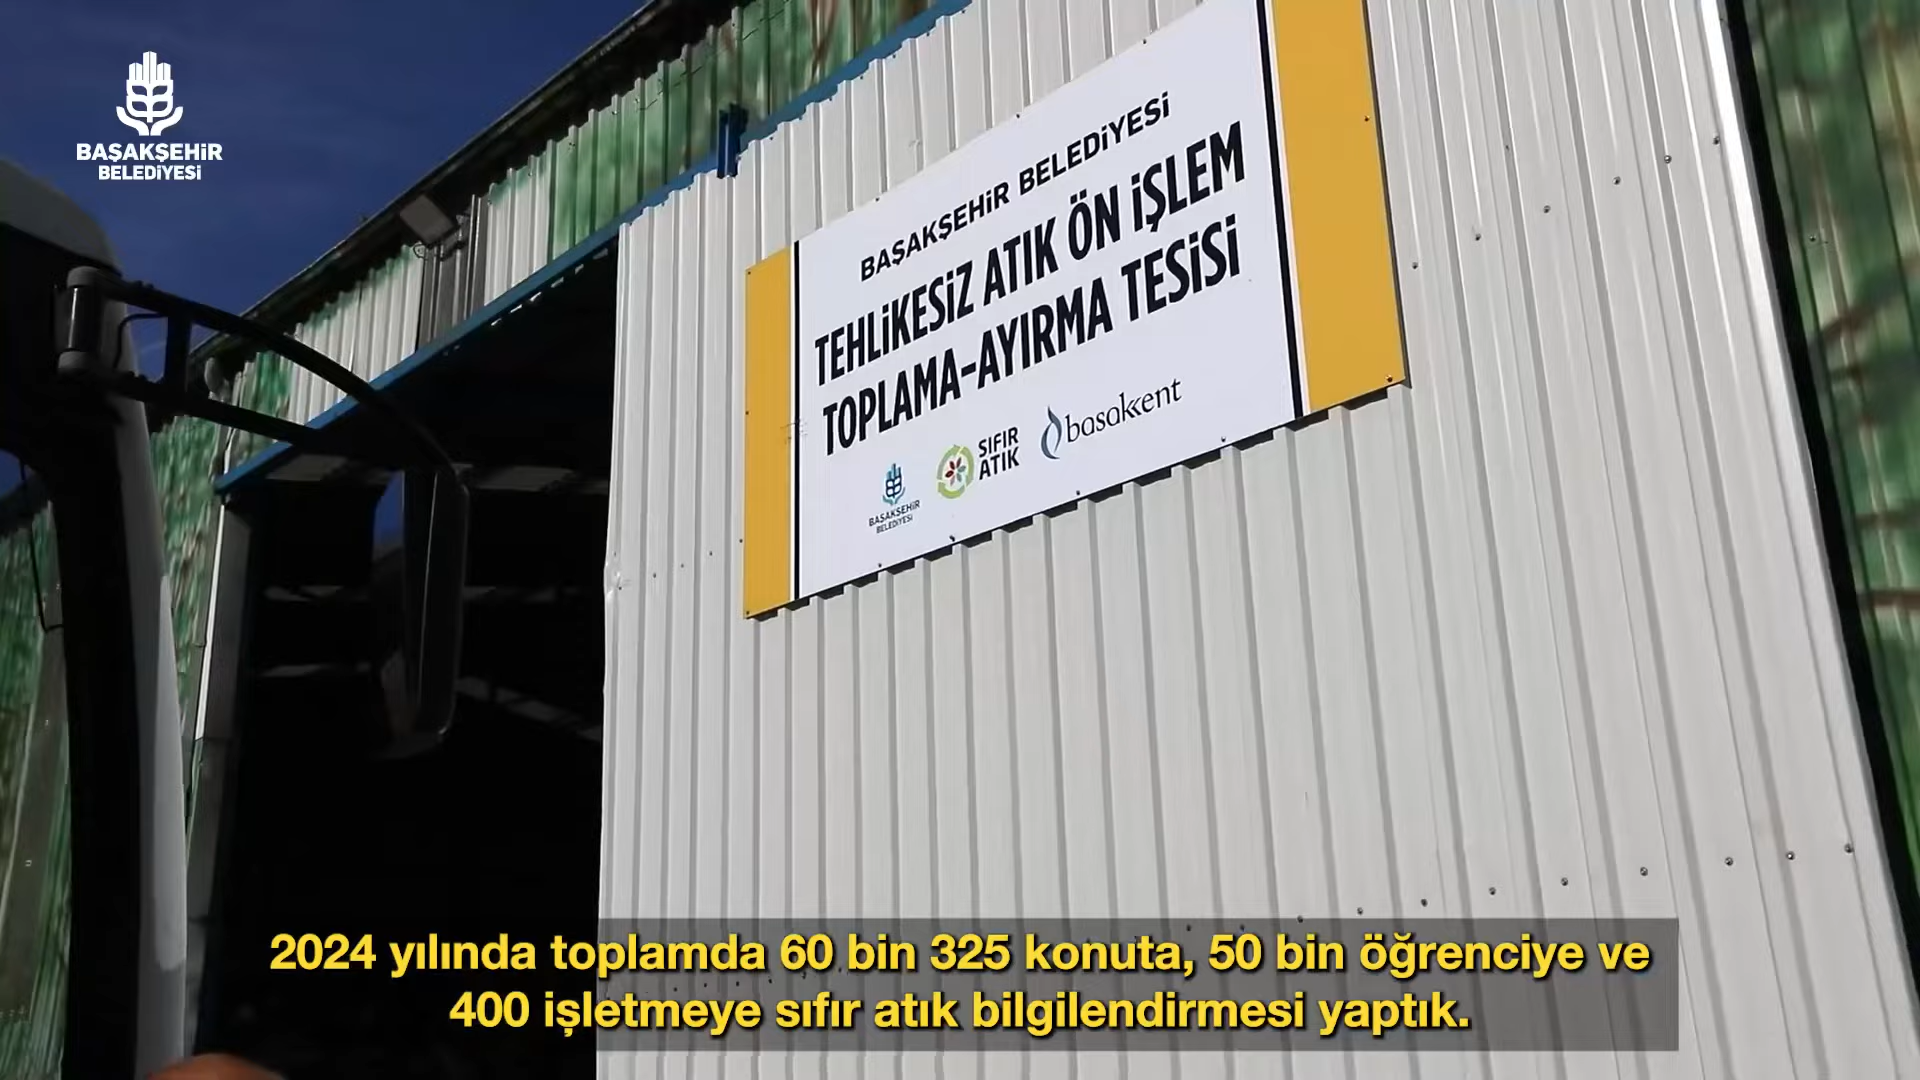 BAŞAKŞEHİR
BELEDİYESİ
BAŞAKŞEHİR BELEDİYESİ
TEHLİKESİZ ATIK ÖN İŞLEM
TOPLAMA-AYIRMA TESİSİ
BAŞAKŞEHİR
BELEDİYESİ
SIFIR
ATIK
basakkent
2024 yılında toplamda 60 bin 325 konuta, 50 bin öğrenciye ve
400 işletmeye sıfır atık bilgilendirmesi yaptık.